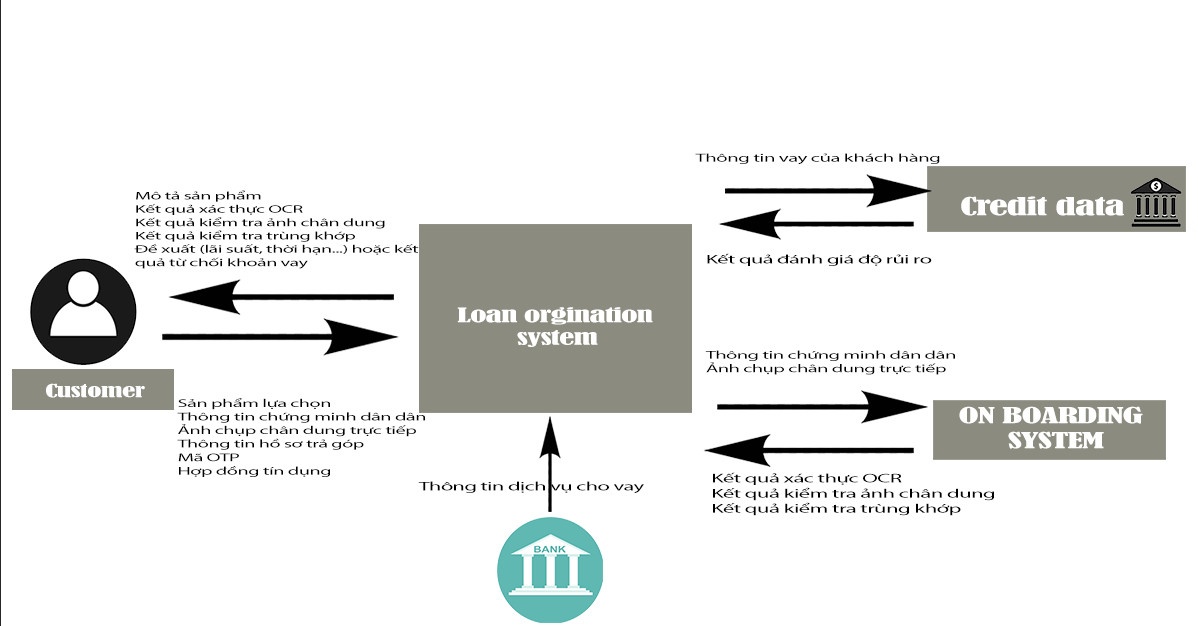 Thông tin vay của khách hàng
Credit data
Kết quả đánh giá độ rủi ro
Mô tả sản phẩm
Kết quả xác thực OCR
Kết quả kiểm tra ảnh chân dung
Kết quả kiểm tra trùng khớp
Đề xuất (lãi suất, thời hạn...) hoặc kết
quả từ chối khoản vay
Loan orgination
system
Customer
Sản phẩm lựa chọn
Thông tin chứng minh dân dân
Ảnh chụp chân dung trực tiếp
Thông tin hồ sơ trả góp
Mã OTP
Hợp đồng tín dụng
Thông tin chứng minh dân dân
Ảnh chụp chân dung trực tiếp
ON BOARDING
SYSTEM
Kết quả xác thực OCR
Kết quả kiểm tra ảnh chân dung
Kết quả kiểm tra trùng khớp
Thông tin dịch vụ cho vay
BANK
$